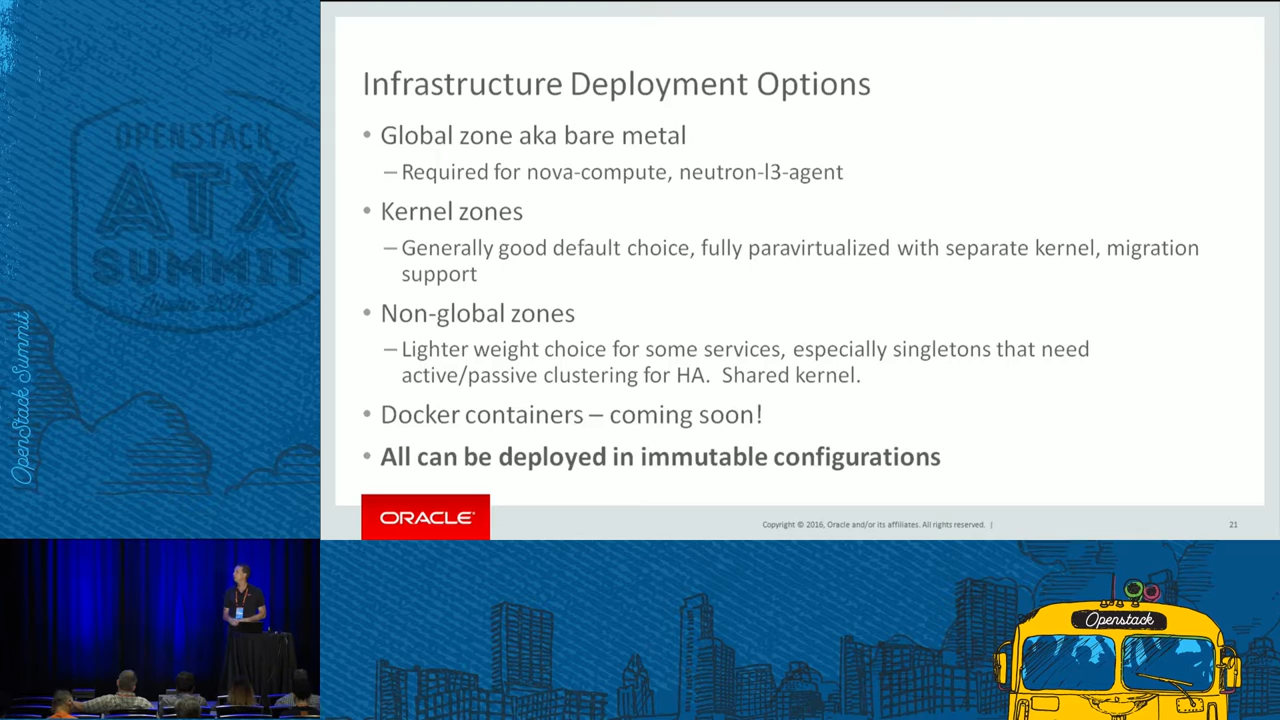 OPENSTACK
ATX
SUMMIT
OpenStack Summit
Infrastructure Deployment Options
• Global zone aka bare metal
– Required for nova-compute, neutron-l3-agent
• Kernel zones
– Generally good default choice, fully paravirtualized with separate kernel, migration
support
• Non-global zones
– Lighter weight choice for some services, especially singletons that need
active/passive clustering for HA. Shared kernel.
• Docker containers – coming soon!
• All can be deployed in immutable configurations
ORACLE®
Copyright © 2016, Oracle and/or its affiliates. All rights reserved. |
21
Openstack